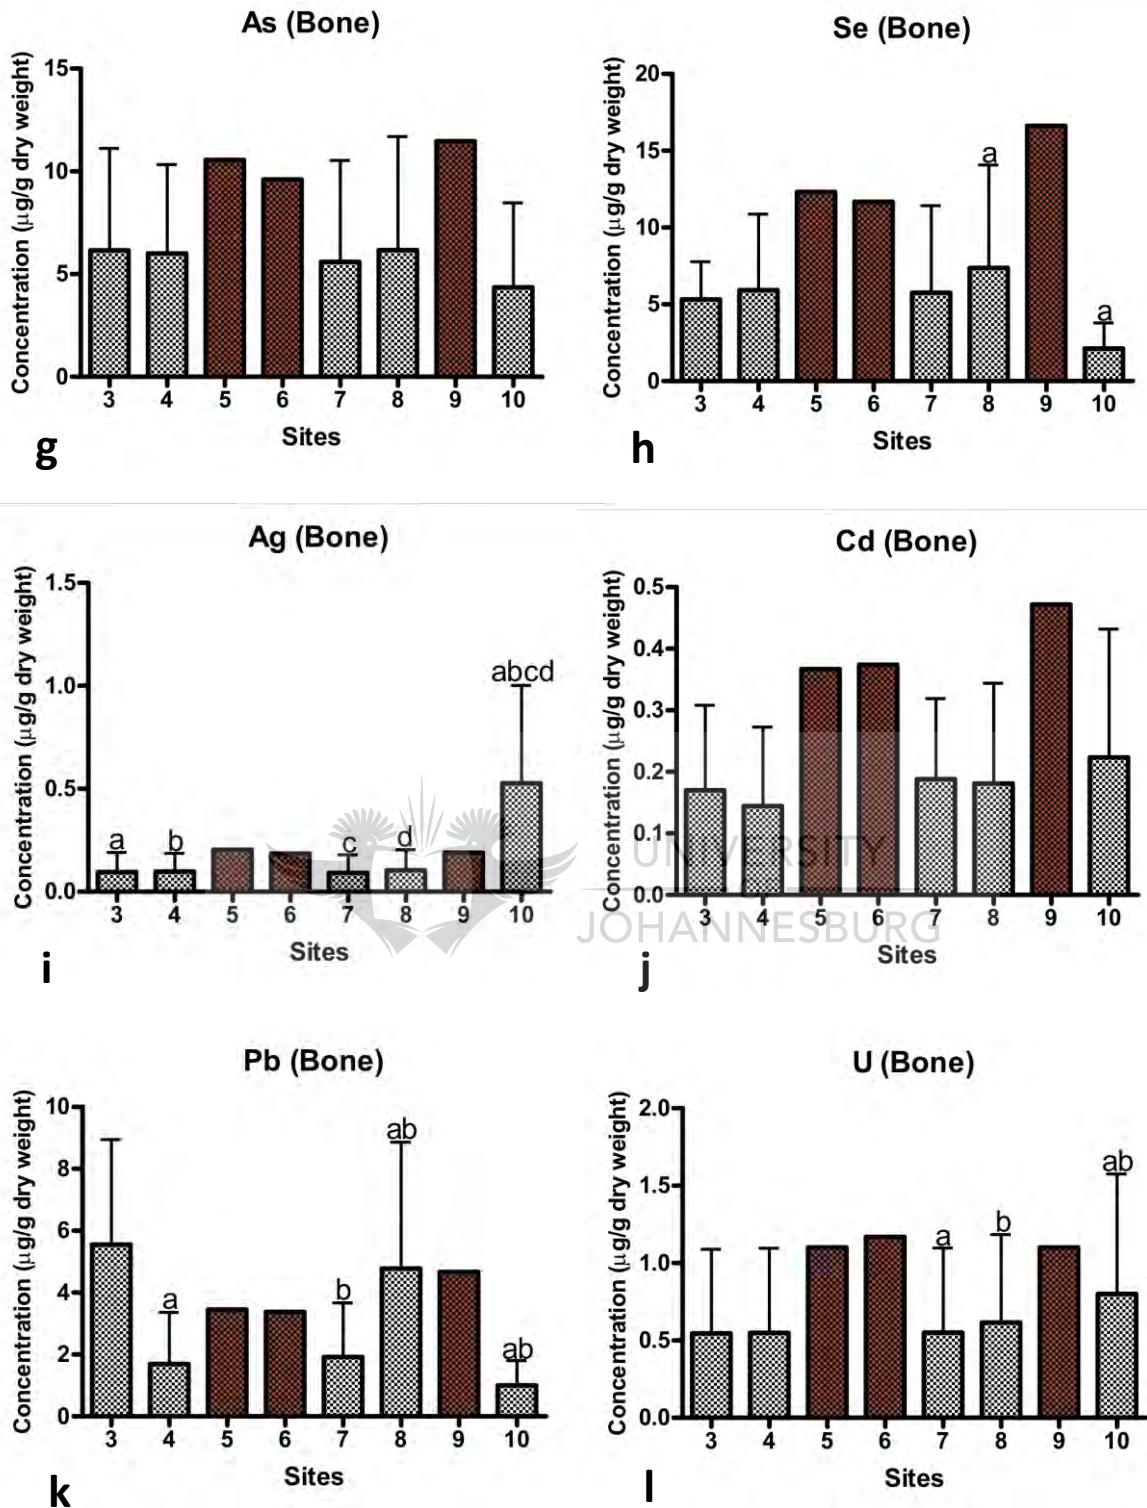 As (Bone)
Concentration (µg/g dry weight)
15
10
5
0
3 4 5 6 7 8 9 10
Sites
g
Se (Bone)
Concentration (µg/g dry weight)
20
15
10
5
0
a
a
3 4 5 6 7 8 9 10
Sites
h
Ag (Bone)
Concentration (µg/g dry weight)
1.5
1.0
0.5
0.0
a b c d abcd
3 4 5 6 7 8 9 10
Sites
i
Cd (Bone)
Concentration (µg/g dry weight)
0.5
0.4
0.3
0.2
0.1
0.0
3 4 5 6 7 8 9 10
Sites
j
UNIVERSITY
JOHANNESBURG
Pb (Bone)
Concentration (µg/g dry weight)
10
8
6
4
2
0
a b ab ab
3 4 5 6 7 8 9 10
Sites
k
U (Bone)
Concentration (µg/g dry weight)
2.0
1.5
1.0
0.5
0.0
a b ab
3 4 5 6 7 8 9 10
Sites
l